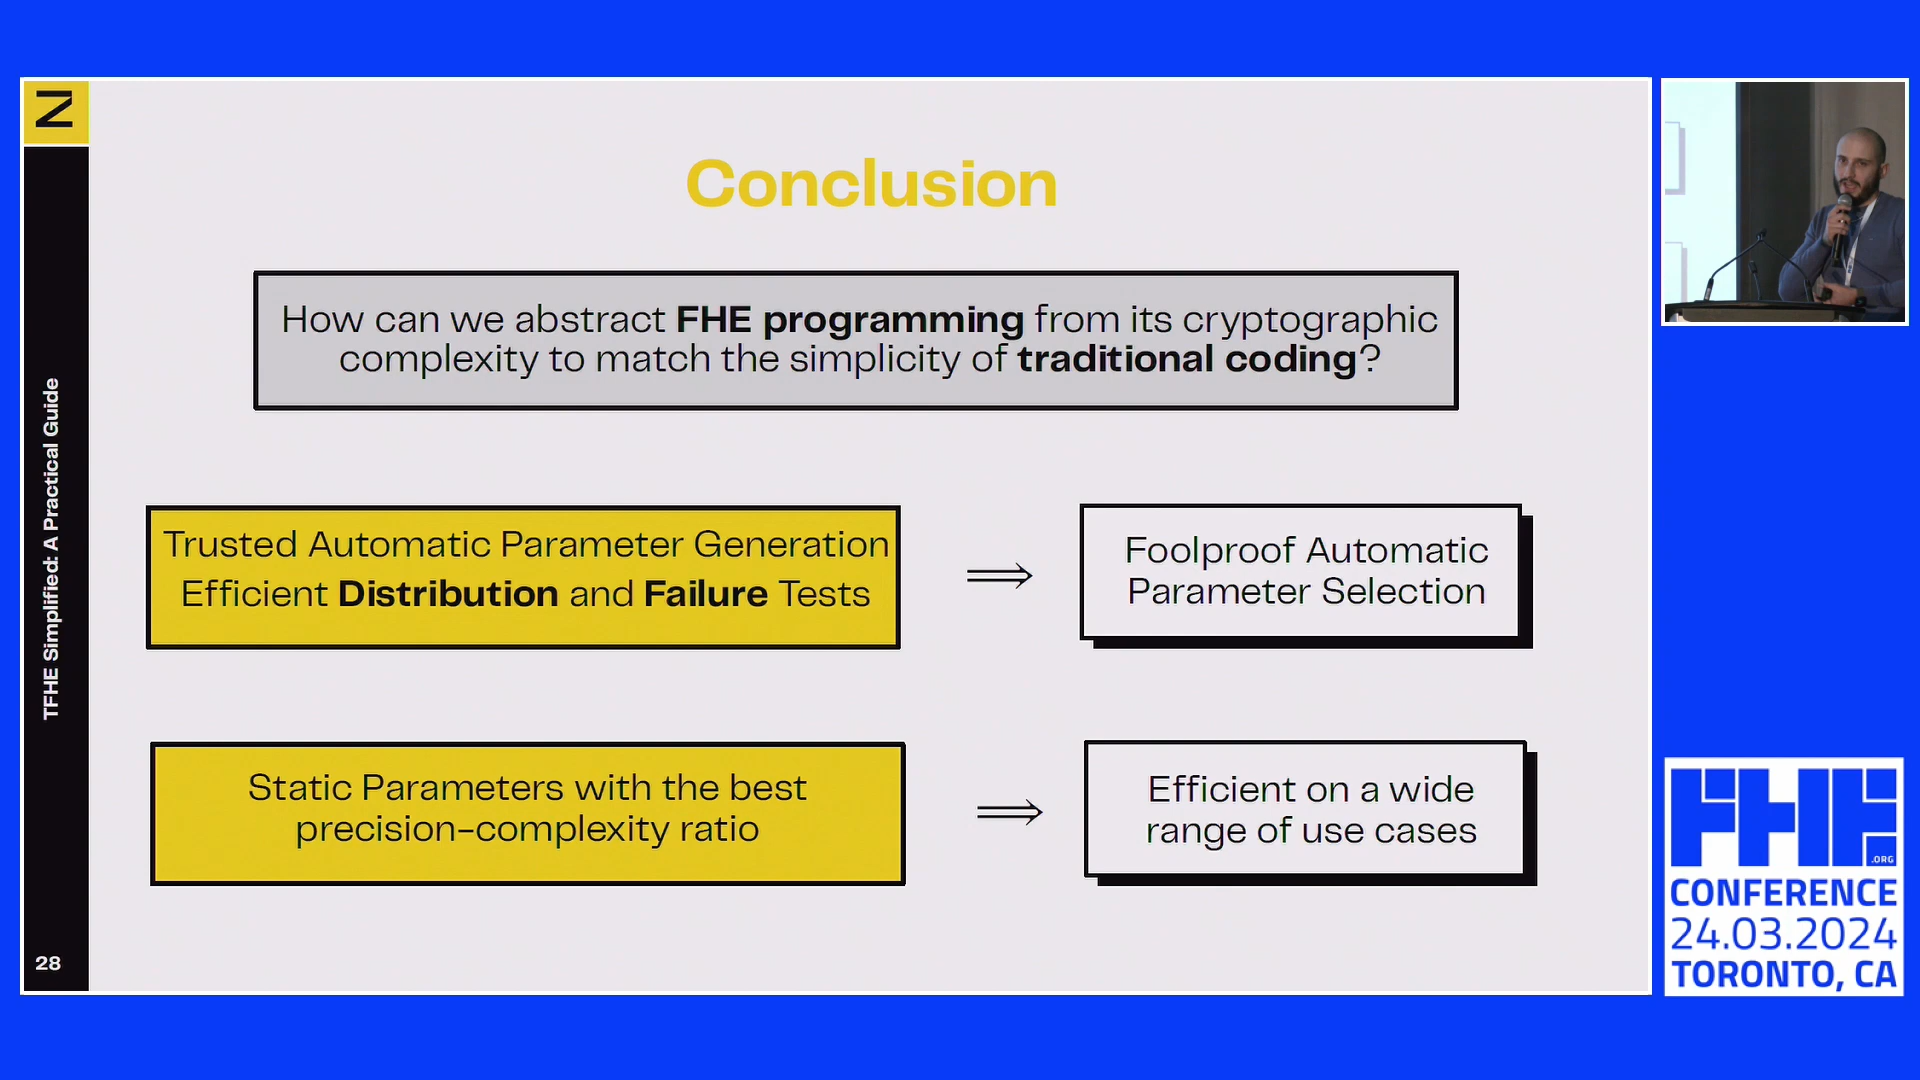 Z
TFHE Simplified: A Practical Guide
28
Conclusion
How can we abstract FHE programming from its cryptographic
complexity to match the simplicity of traditional coding?
Trusted Automatic Parameter Generation
Efficient Distribution and Failure Tests
⟹
Foolproof Automatic
Parameter Selection
Static Parameters with the best
precision-complexity ratio
⟹
Efficient on a wide
range of use cases
FHE
.ORG
CONFERENCE
24.03.2024
TORONTO, CA